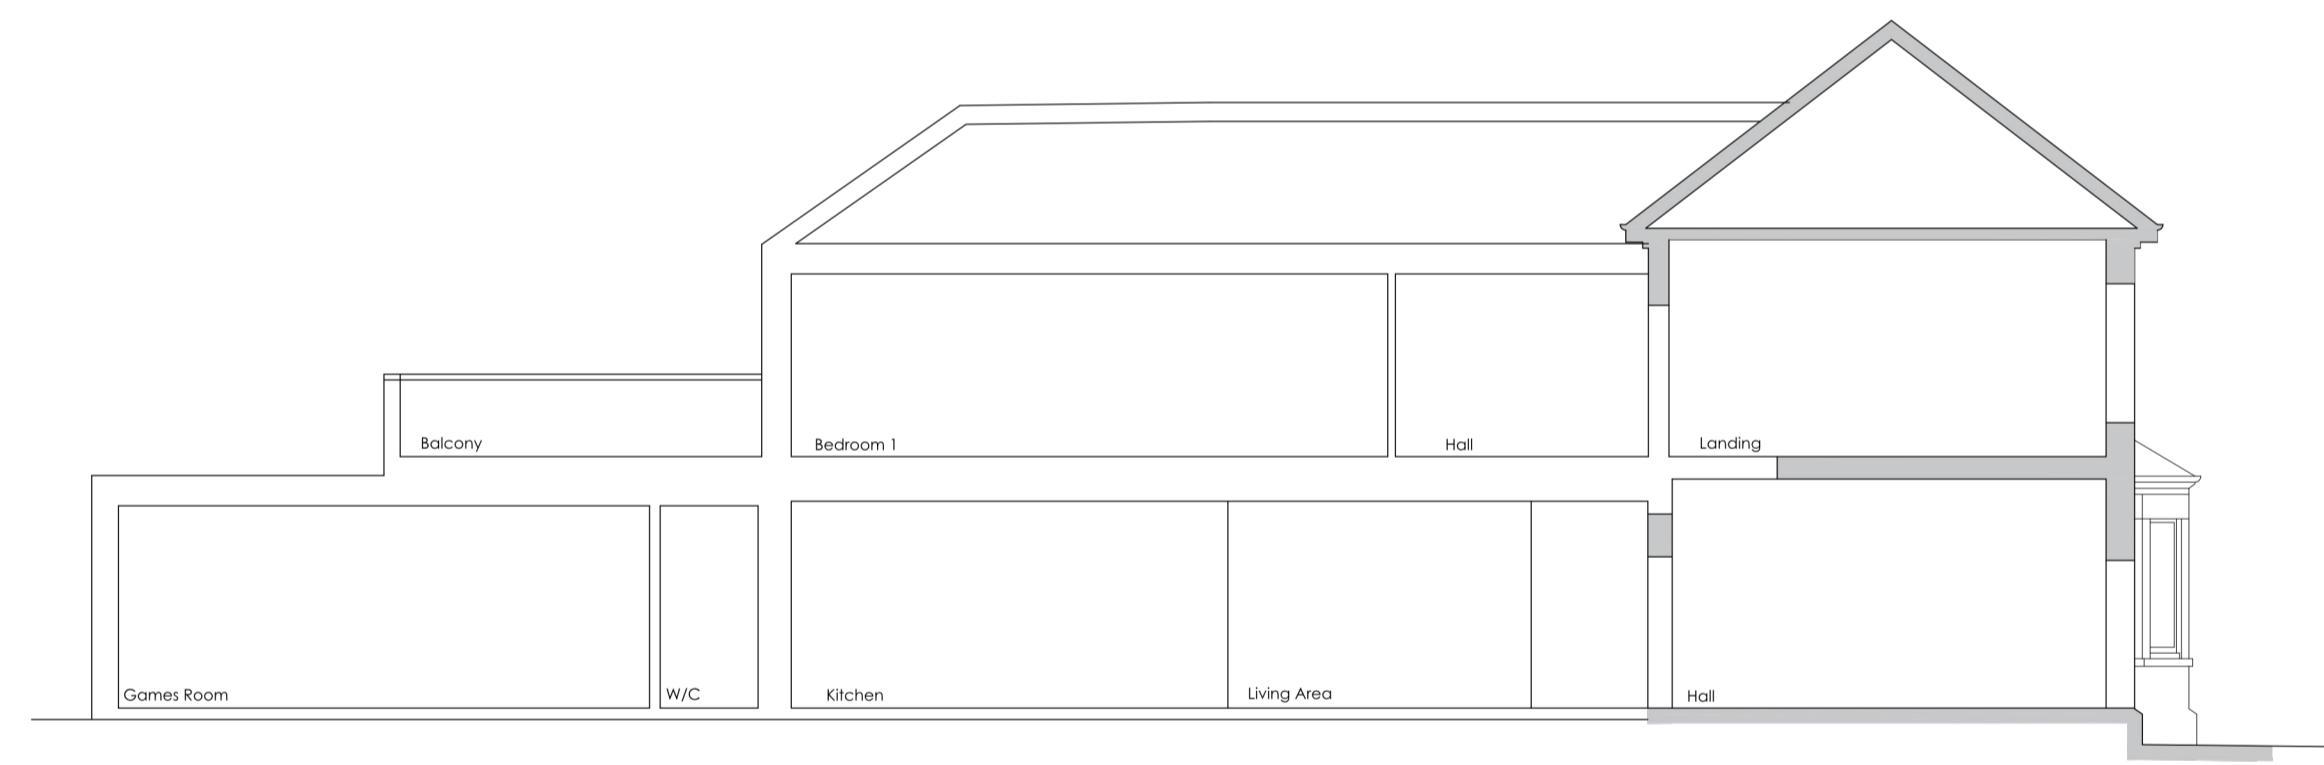 Balcony
Bedroom 1
Hall
Landing
Games Room
W/C
Kitchen
Living Area
Hall